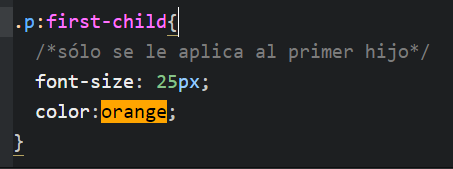 .p:first-child{
/*sólo se le aplica al primer hijo*/
font-size: 25px;
color:orange;
}